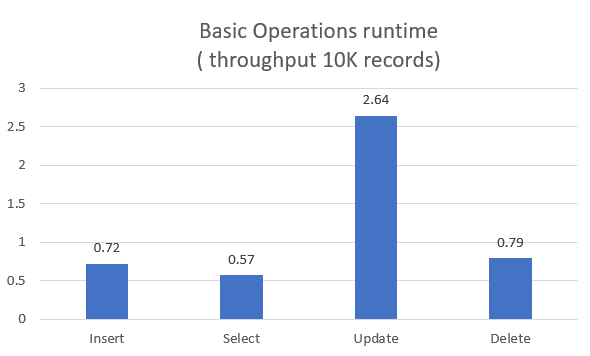 Basic Operations runtime
( throughput 10K records)
3
2.5
2
1.5
1
0.5
0
0.72
0.57
2.64
0.79
Insert
Select
Update
Delete